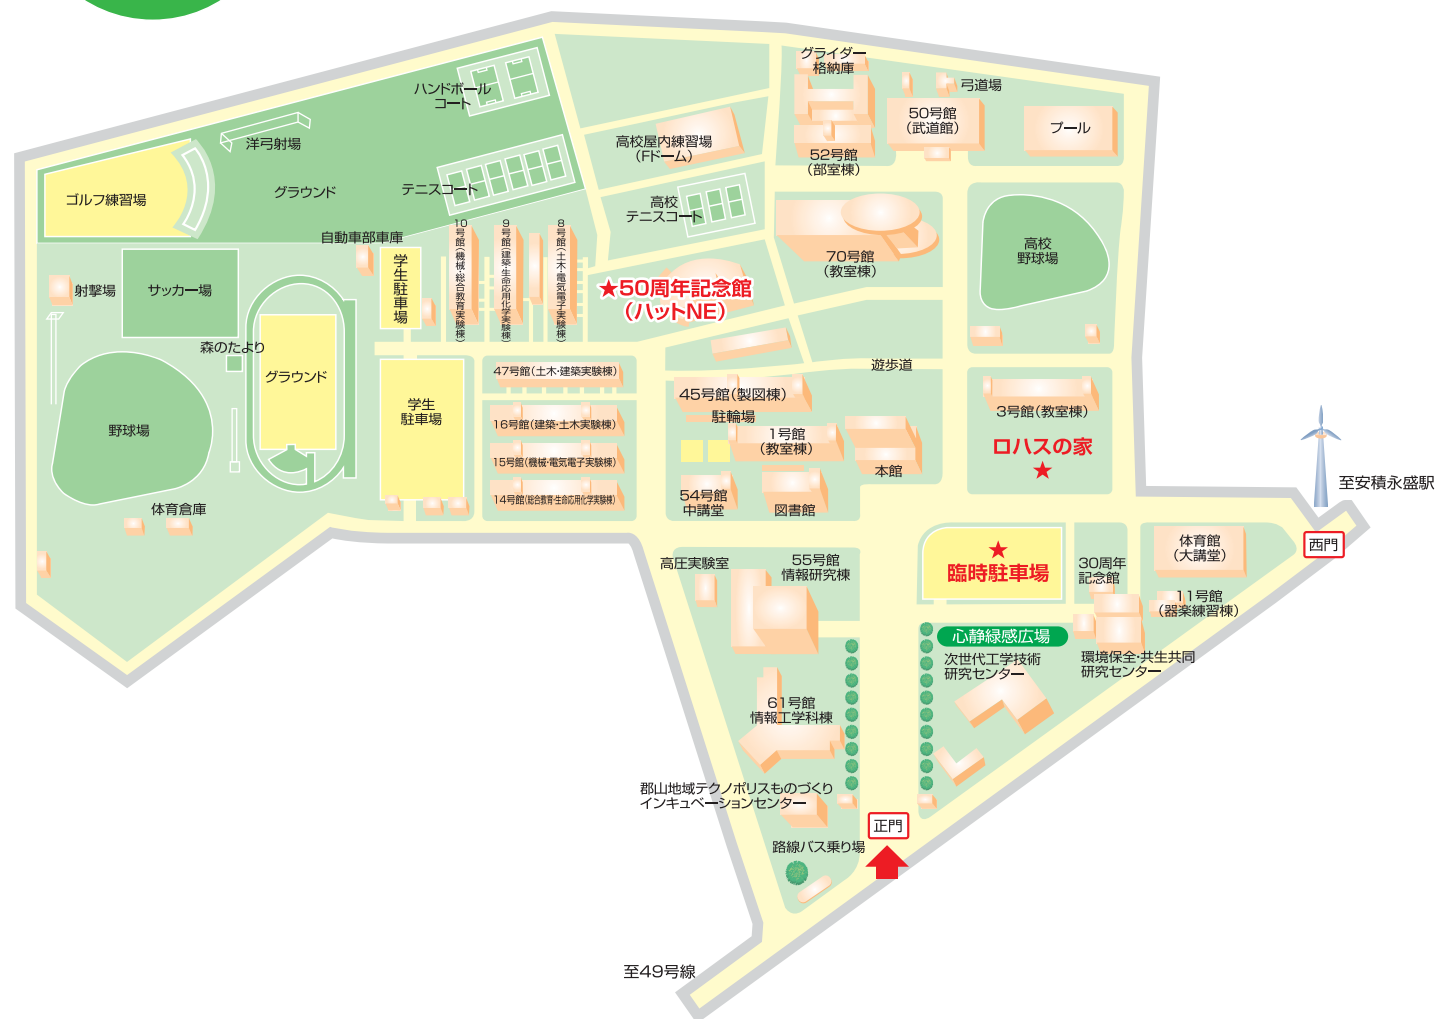 グライダー
格納庫
弓道場
ハンドボール
コート
50号館
(武道館)
プール
洋弓射場
高校屋内練習場
(Fドーム)
52号館
(部室棟)
グラウンド
テニスコート
ゴルフ練習場
高校
テニスコート
自動車部車庫
10号館(機械・総合教育実験棟)
9号館(建築・生命応用化学実験棟)
8号館(土木・電気電子実験棟)
70号館
(教室棟)
高校
野球場
学生駐車場
射撃場
サッカー場
★50周年記念館
(ハットNE)
森のたより
グラウンド
遊歩道
47号館(土木・建築実験棟)
45号館(製図棟)
駐輪場
3号館(教室棟)
学生
駐車場
野球場
16号館(建築・土木実験棟)
1号館
(教室棟)
ロハスの家
★
15号館(機械・電気電子実験棟)
本館
14号館(総合教育・生命応用化学実験棟)
54号館
中講堂
図書館
至安積永盛駅
体育倉庫
西門
体育館
(大講堂)
★
臨時駐車場
高圧実験室
55号館
情報研究棟
30周年
記念館
11号館
(器楽練習棟)
心静緑感広場
次世代工学技術
研究センター
環境保全・共生共同
研究センター
61号館
情報工学科棟
郡山地域テクノポリスものづくり
インキュベーションセンター
正門
路線バス乗り場
至49号線